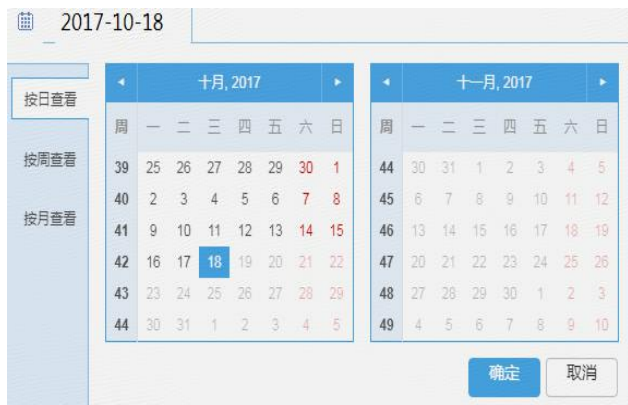 2017-10-18
按日查看
按周查看
按月查看
十月, 2017
周 一 二 三 四 五 六 日
39 25 26 27 28 29 30 1
40 2 3 4 5 6 7 8
41 9 10 11 12 13 14 15
42 16 17 18 19 20 21 22
43 23 24 25 26 27 28 29
44 30 31 1 2 3 4 5
十一月, 2017
周 一 二 三 四 五 六 日
44 30 31 1 2 3 4 5
45 6 7 8 9 10 11 12
46 13 14 15 16 17 18 19
47 20 21 22 23 24 25 26
48 27 28 29 30 1 2 3
49 4 5 6 7 8 9 10
确定
取消